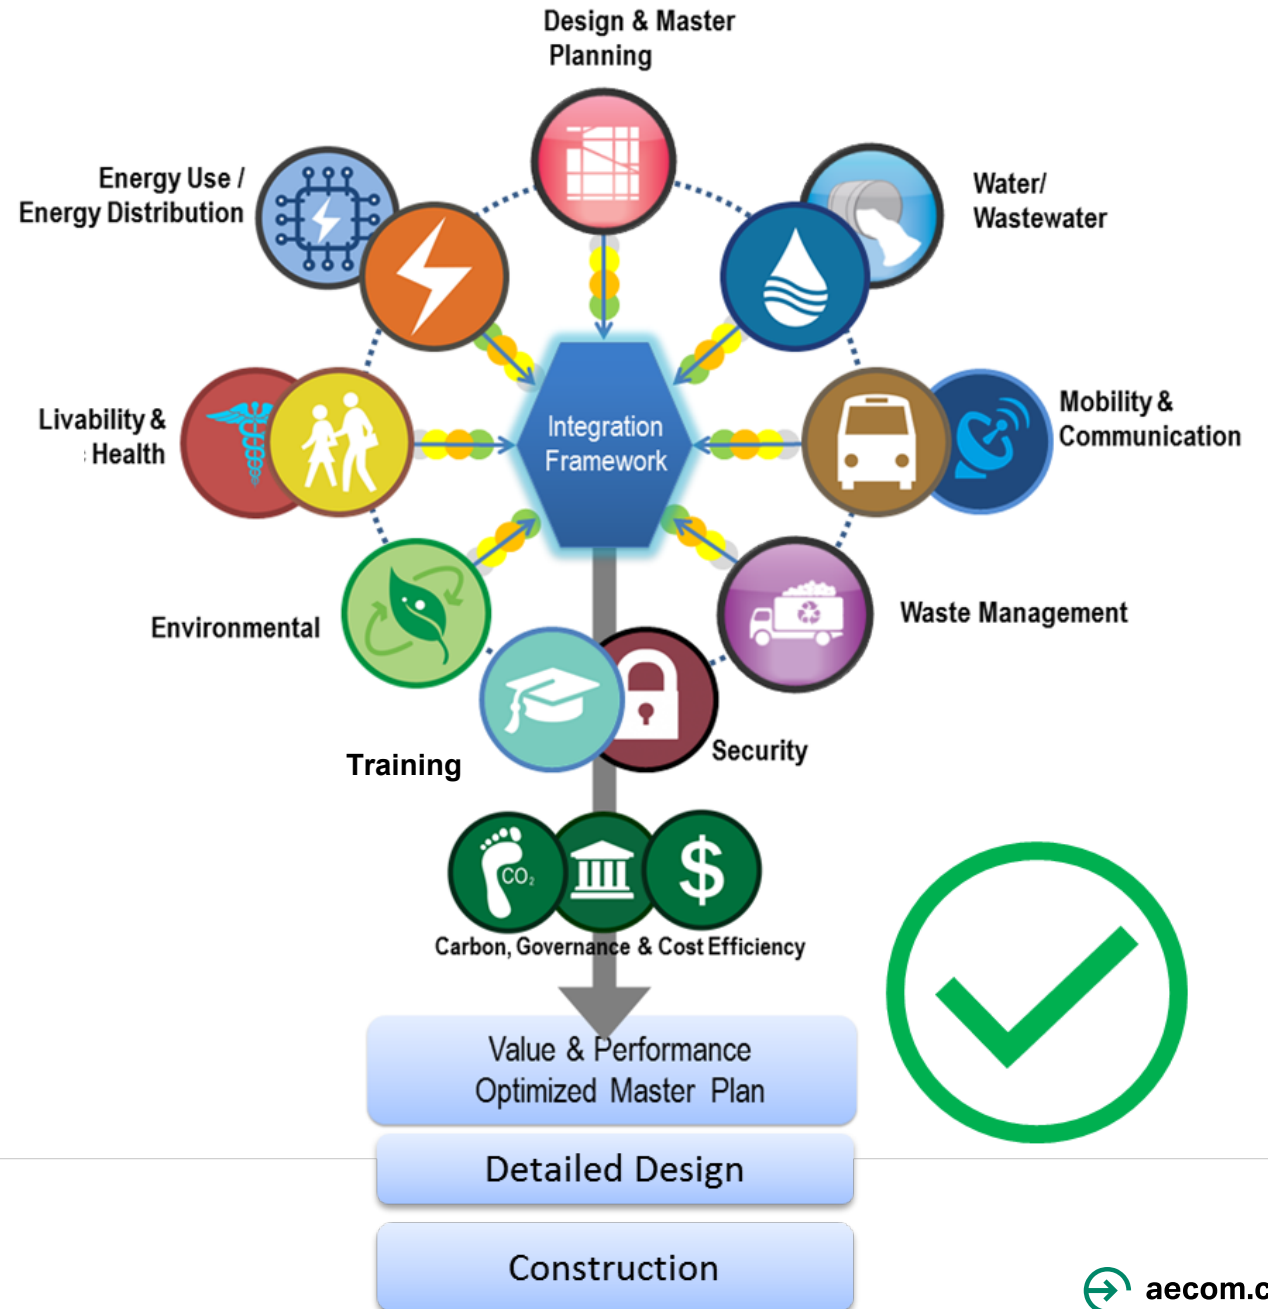 Design & Master
Planning
Energy Use /
Energy Distribution
Water/
Wastewater
Livability &
: Health
Integration
Framework
Mobility &
Communication
Environmental
Waste Management
Training
Security
CO₂
$
Carbon, Governance & Cost Efficiency
Value & Performance
Optimized Master Plan
Detailed Design
Construction
aecom.c